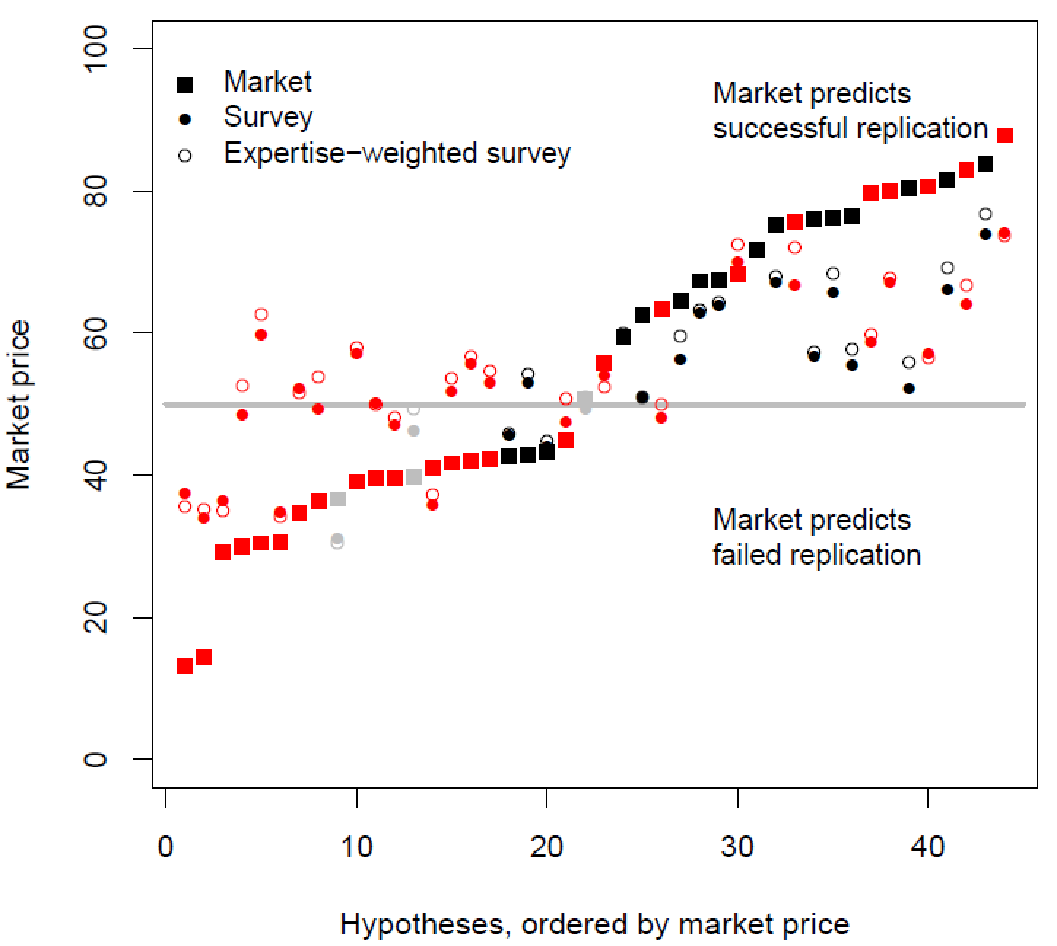 100
80
60
40
20
0
Market price
Market
Survey
Expertise−weighted survey
Market predicts
successful replication
Market predicts
failed replication
0
10
20
30
40
Hypotheses, ordered by market price